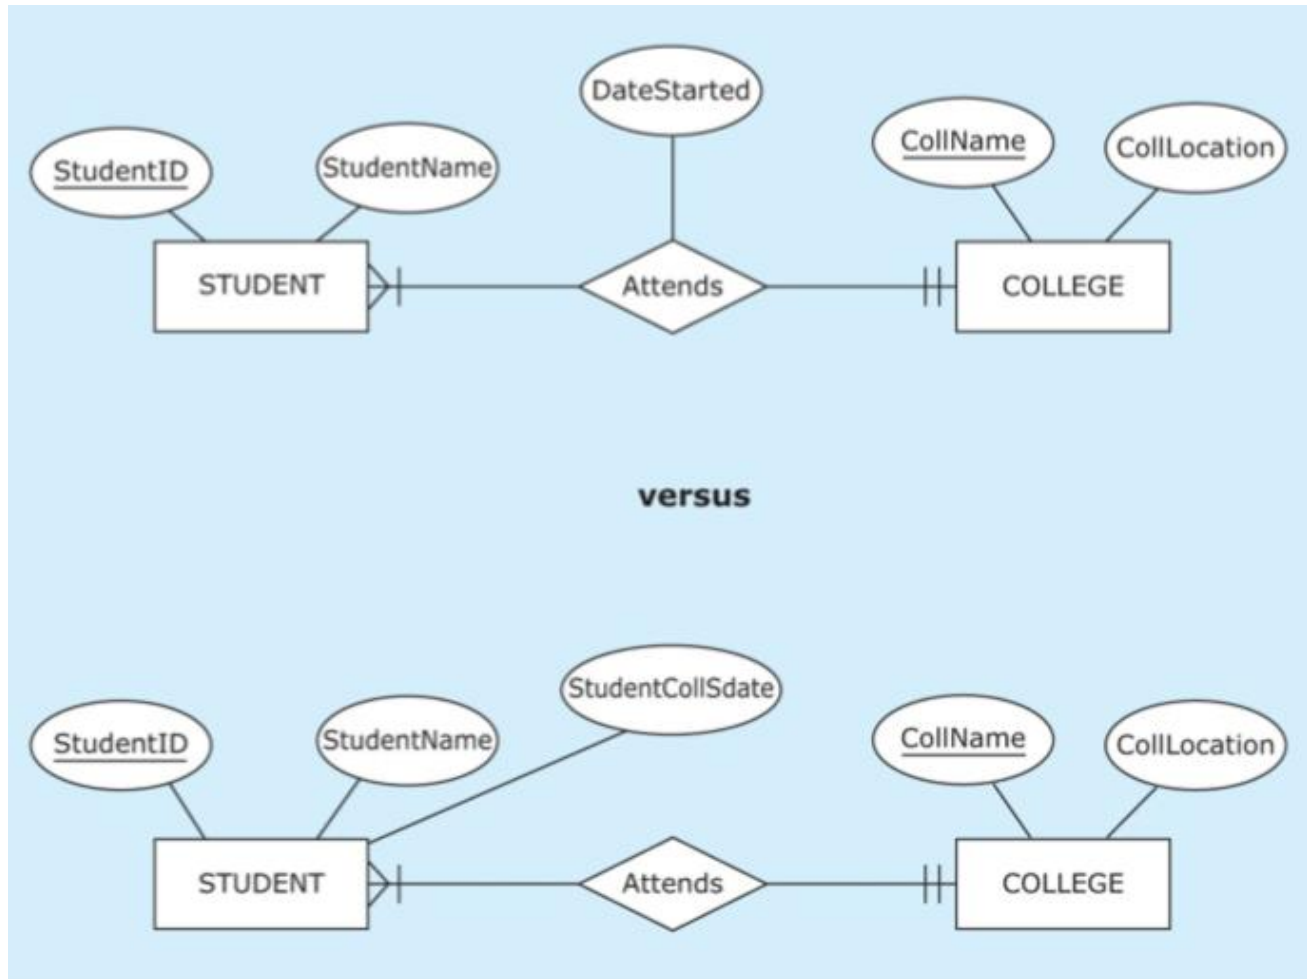 DateStarted
StudentID
StudentName
CollName
CollLocation
STUDENT
Attends
COLLEGE
versus
StudentCollSdate
StudentID
StudentName
CollName
CollLocation
STUDENT
Attends
COLLEGE